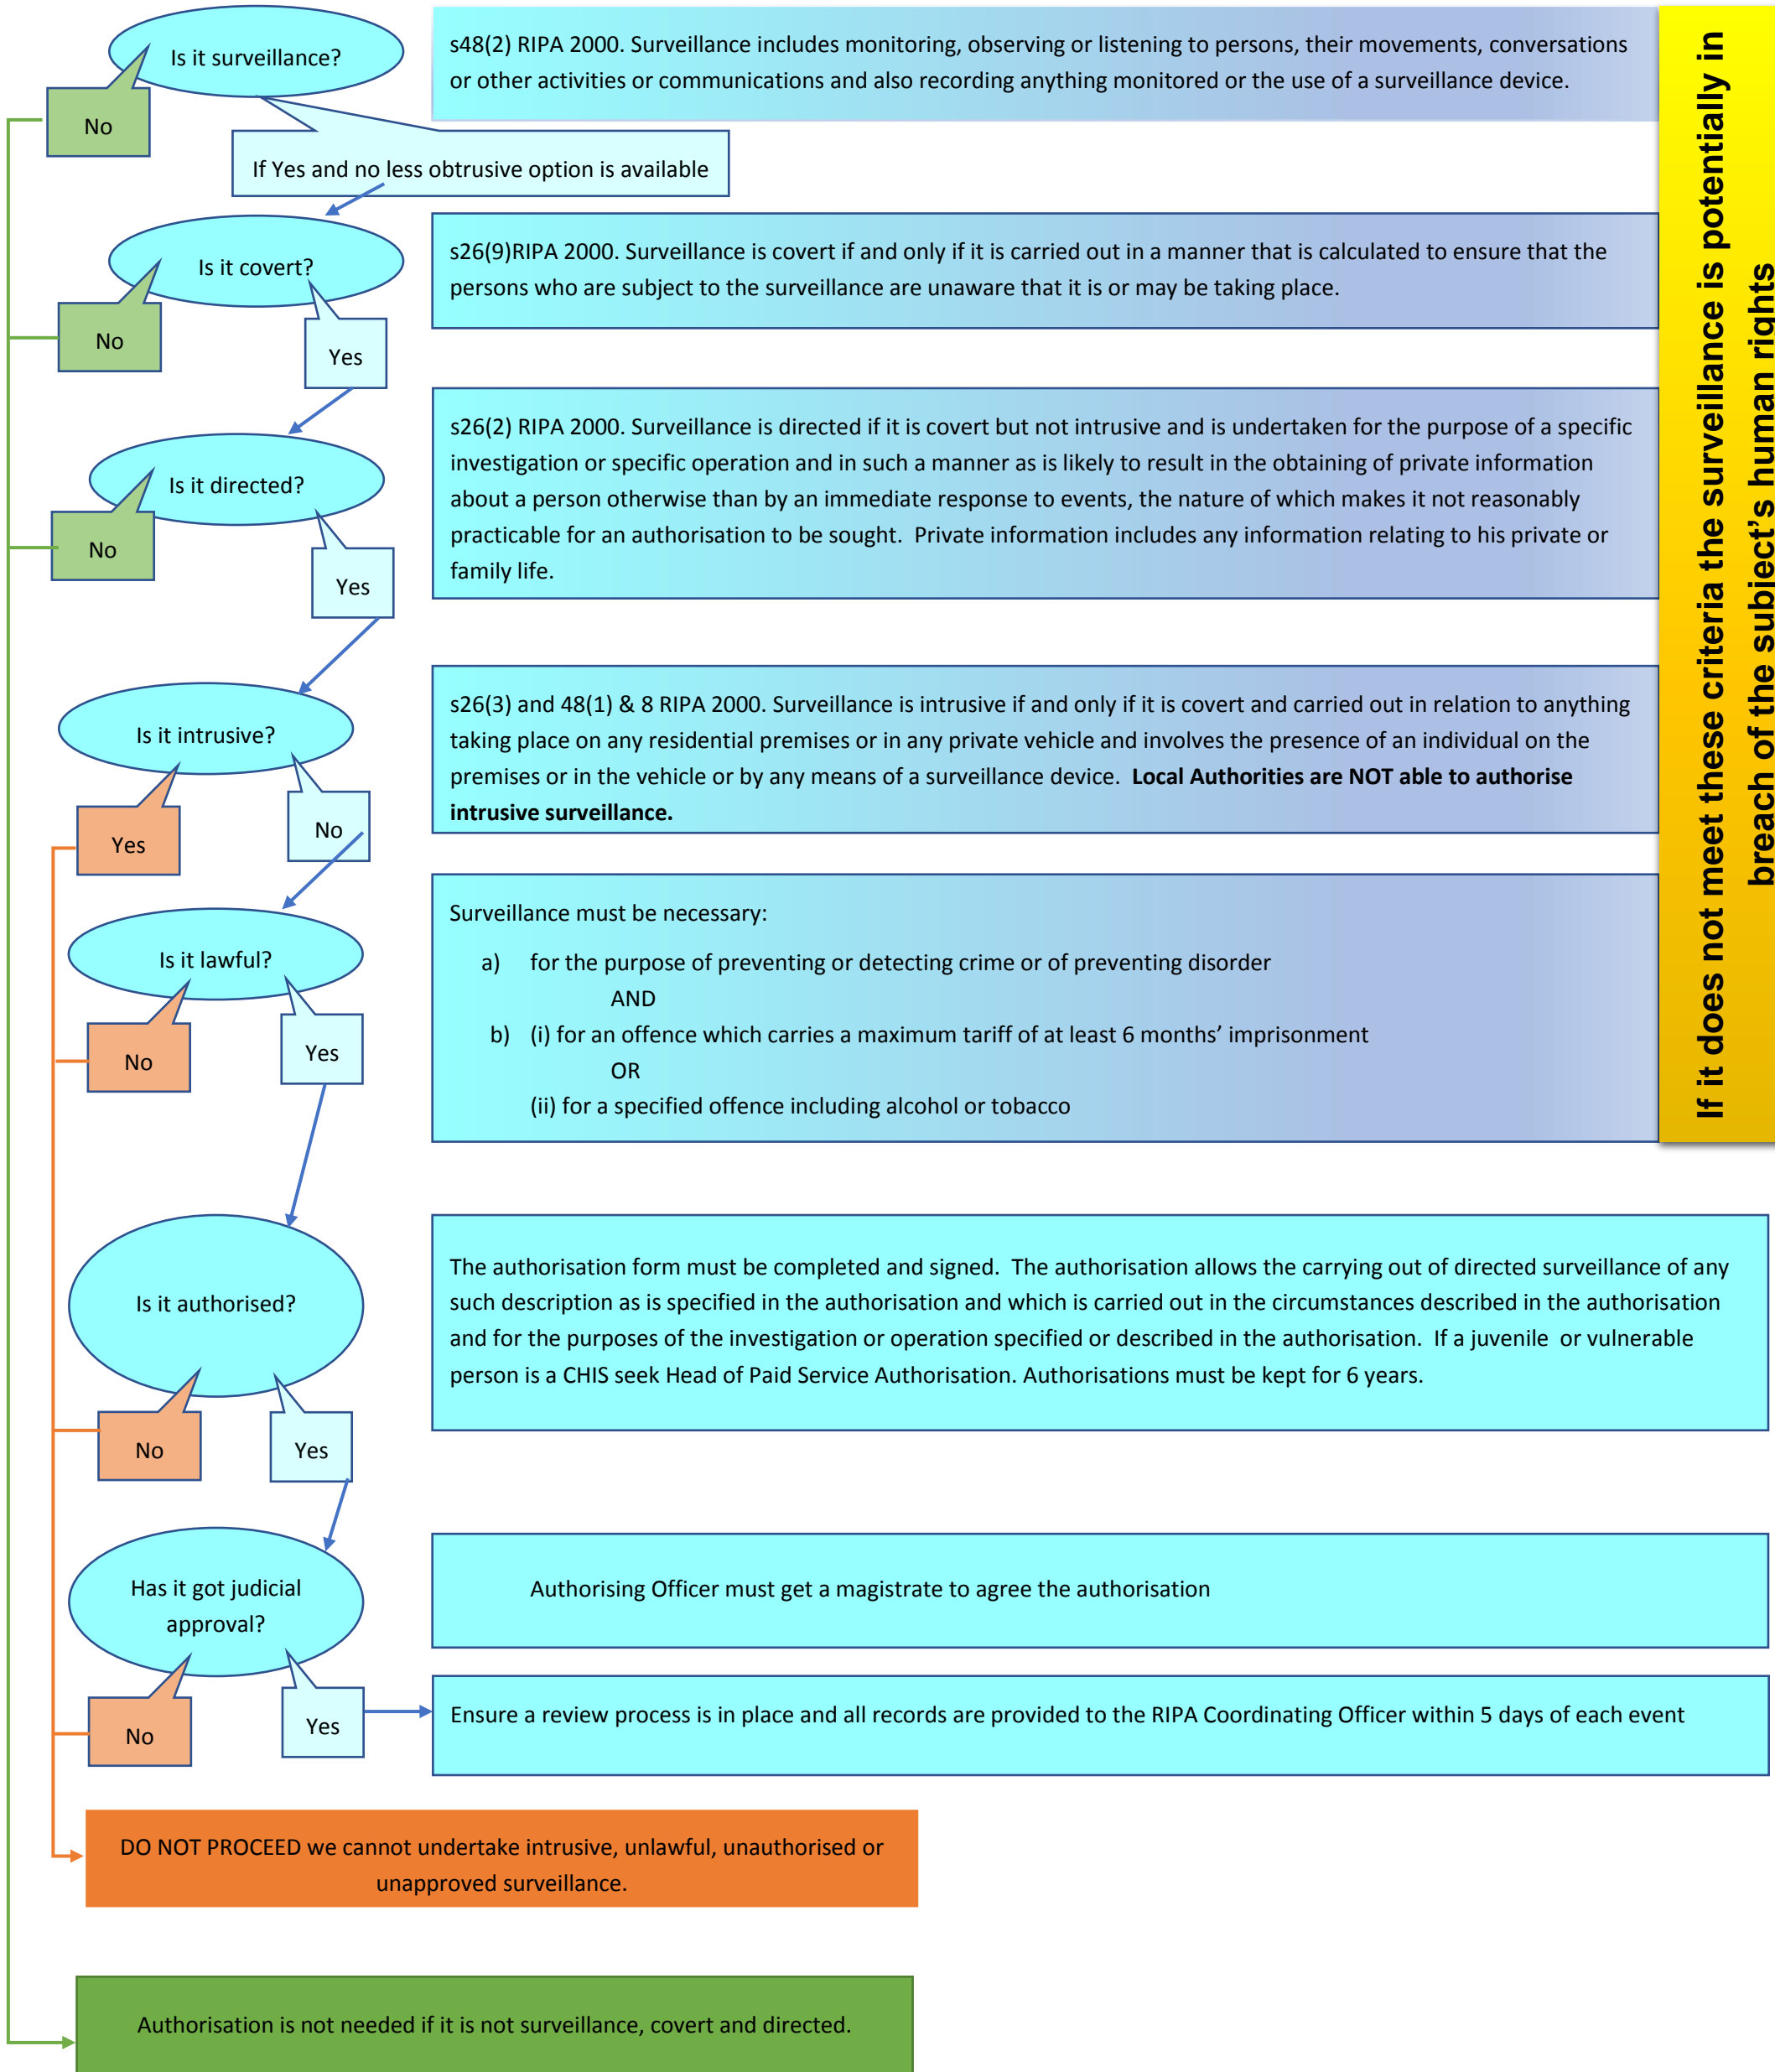 Is it surveillance?
s48(2) RIPA 2000. Surveillance includes monitoring, observing or listening to persons, their movements, conversations
or other activities or communications and also recording anything monitored or the use of a surveillance device.
No
If Yes and no less obtrusive option is available
Is it covert?
s26(9)RIPA 2000. Surveillance is covert if and only if it is carried out in a manner that is calculated to ensure that the
persons who are subject to the surveillance are unaware that it is or may be taking place.
No
Yes
Is it directed?
s26(2) RIPA 2000. Surveillance is directed if it is covert but not intrusive and is undertaken for the purpose of a specific
investigation or specific operation and in such a manner as is likely to result in the obtaining of private information
about a person otherwise than by an immediate response to events, the nature of which makes it not reasonably
practicable for an authorisation to be sought.  Private information includes any information relating to his private or
family life.
No
Yes
Is it intrusive?
s26(3) and 48(1) & 8 RIPA 2000. Surveillance is intrusive if and only if it is covert and carried out in relation to anything
taking place on any residential premises or in any private vehicle and involves the presence of an individual on the
premises or in the vehicle or by any means of a surveillance device.  Local Authorities are NOT able to authorise
intrusive surveillance.
Yes
No
Is it lawful?
Surveillance must be necessary:
a) for the purpose of preventing or detecting crime or of preventing disorder
AND
b) (i) for an offence which carries a maximum tariff of at least 6 months’ imprisonment
OR
(ii) for a specified offence including alcohol or tobacco
No
Yes
If it does not meet these criteria the surveillance is potentially in
breach of the subject’s human rights
Is it authorised?
The authorisation form must be completed and signed.  The authorisation allows the carrying out of directed surveillance of any
such description as is specified in the authorisation and which is carried out in the circumstances described in the authorisation
and for the purposes of the investigation or operation specified or described in the authorisation.  If a juvenile  or vulnerable
person is a CHIS seek Head of Paid Service Authorisation. Authorisations must be kept for 6 years.
No
Yes
Has it got judicial
approval?
Authorising Officer must get a magistrate to agree the authorisation
No
Yes
Ensure a review process is in place and all records are provided to the RIPA Coordinating Officer within 5 days of each event
DO NOT PROCEED we cannot undertake intrusive, unlawful, unauthorised or
unapproved surveillance.
Authorisation is not needed if it is not surveillance, covert and directed.